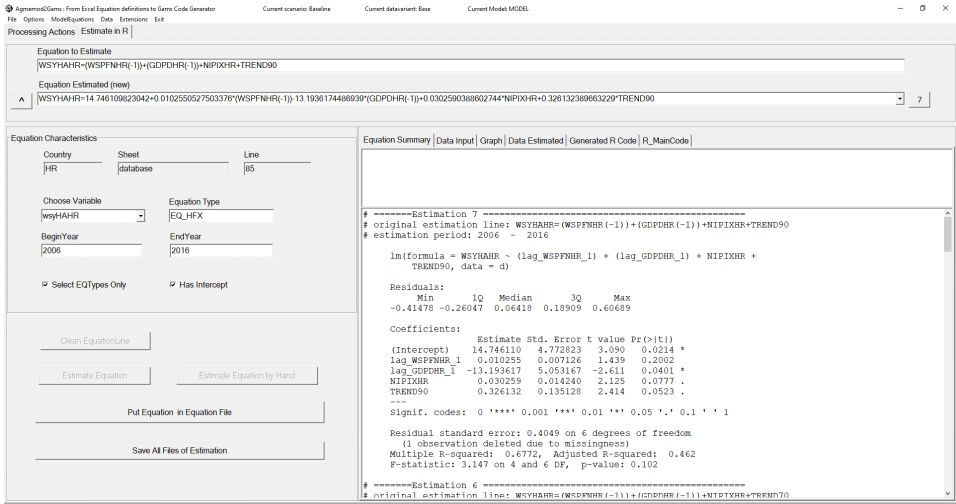 Agmemod2Gams : From Excel Equation definitions to Gams Code Generator Current scenario: Baseline Current datavariant: Base Current Model: MODEL
File Options ModelEquations Data Extensions Exit
Processing Actions Estimate in R
Equation to Estimate
WSYHAHR=(WSPFNHR(-1))+(GDPDHR(-1))+NIPIXHR+TREND90
Equation Estimated (new)
^ WSYHAHR=14.746109823042+0.0102550527503376*(WSPFNHR(-1))-13.1936174486939*(GDPDHR(-1))+0.0302590388602744*NIPIXHR+0.326132389663229*TREND90 7
Equation Characteristics
Country Sheet Line
HR database 85
Choose Variable Equation Type
wsyHAHR EQ_HFX
BeginYear EndYear
2006 2016
Select EQTypes Only Has Intercept
Clean EquationLine
Estimate Equation Estimate Equation by Hand
Put Equation in Equation File
Save All Files of Estimation
Equation Summary Data Input Graph Data Estimated Generated R Code R_MainCode
# =======Estimation 7 =============================================
# original estimation line: WSYHAHR=(WSPFNHR(-1))+(GDPDHR(-1))+NIPIXHR+TREND90
# estimation period: 2006 - 2016
lm(formula = WSYHAHR ~ (lag_WSPFNHR_1) + (lag_GDPDHR_1) + NIPIXHR +
TREND90, data = d)
Residuals:
Min 1Q Median 3Q Max
-0.41478 -0.26047 0.06418 0.18909 0.60689
Coefficients:
Estimate Std. Error t value Pr(>|t|)
(Intercept) 14.746110 4.772823 3.090 0.0214 *
lag_WSPFNHR_1 0.010255 0.007126 1.439 0.2002
lag_GDPDHR_1 -13.193617 5.053167 -2.611 0.0401 *
NIPIXHR 0.030259 0.014240 2.125 0.0777 .
TREND90 0.326132 0.135128 2.414 0.0523 .
---
Signif. codes: 0 '***' 0.001 '**' 0.01 '*' 0.05 '.' 0.1 ' ' 1
Residual standard error: 0.4049 on 6 degrees of freedom
(1 observation deleted due to missingness)
Multiple R-squared: 0.6772, Adjusted R-squared: 0.462
F-statistic: 3.147 on 4 and 6 DF, p-value: 0.102
# =======Estimation 6 =============================================
# original estimation line: WSYHAHR=(WSPFNHR(-1))+(GDPDHR(-1))+NIPIXHR+TREND70